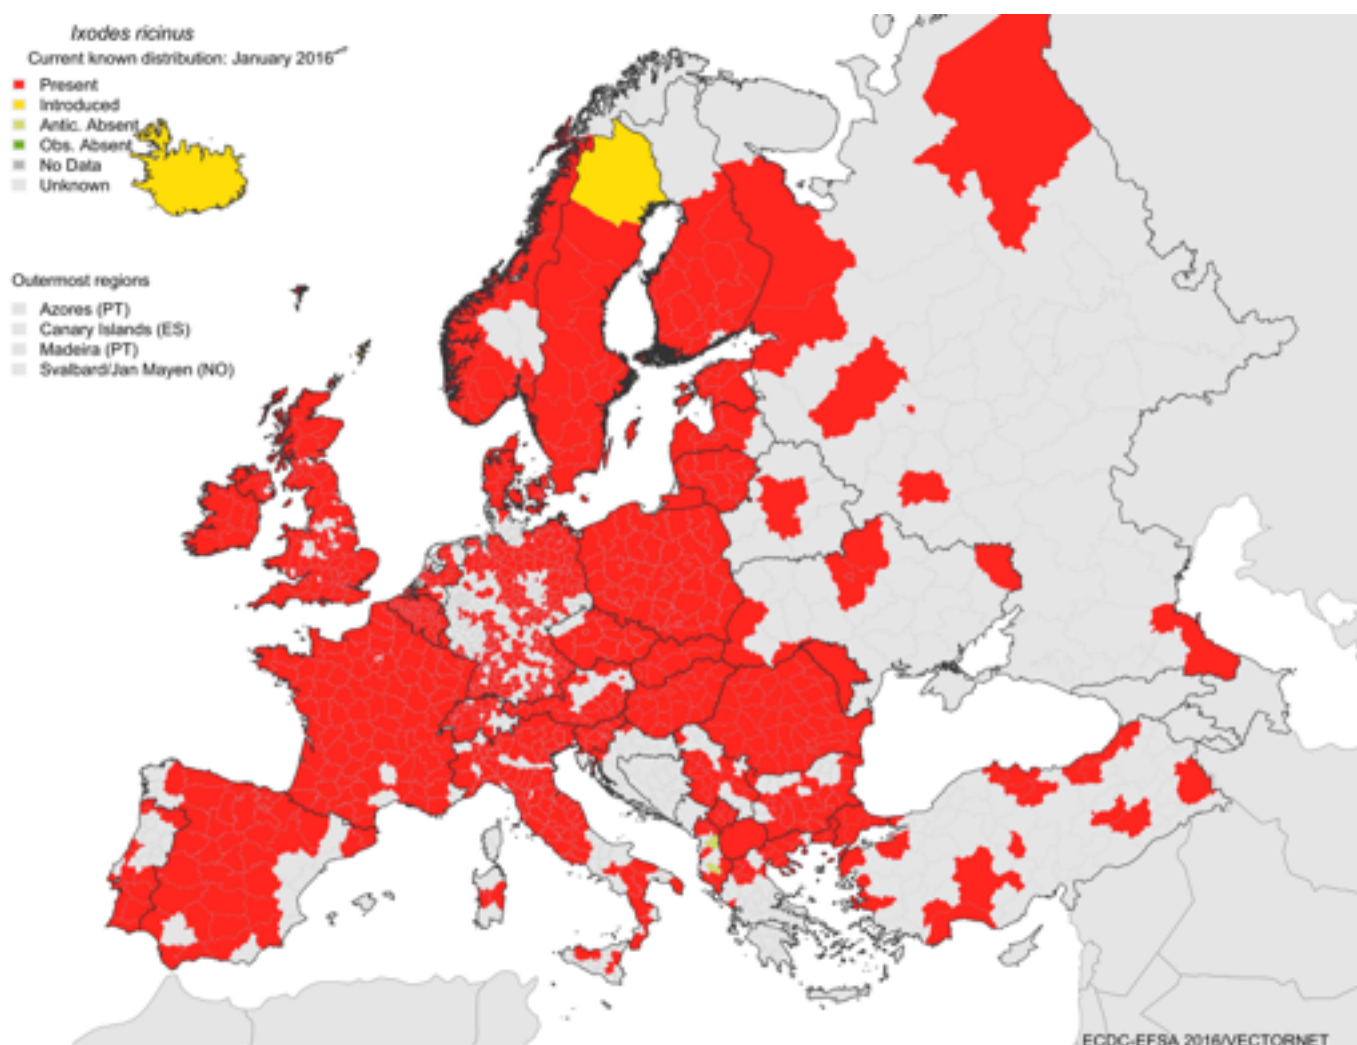 Ixodes ricinus
Current known distribution: January 2016
Present
Introduced
Antic. Absent
Obs. Absent
No Data
Unknown
Outermost regions
Azores (PT)
Canary Islands (ES)
Madeira (PT)
Svalbard/Jan Mayen (NO)
ECDC-EFSA 2016/VECTORNET